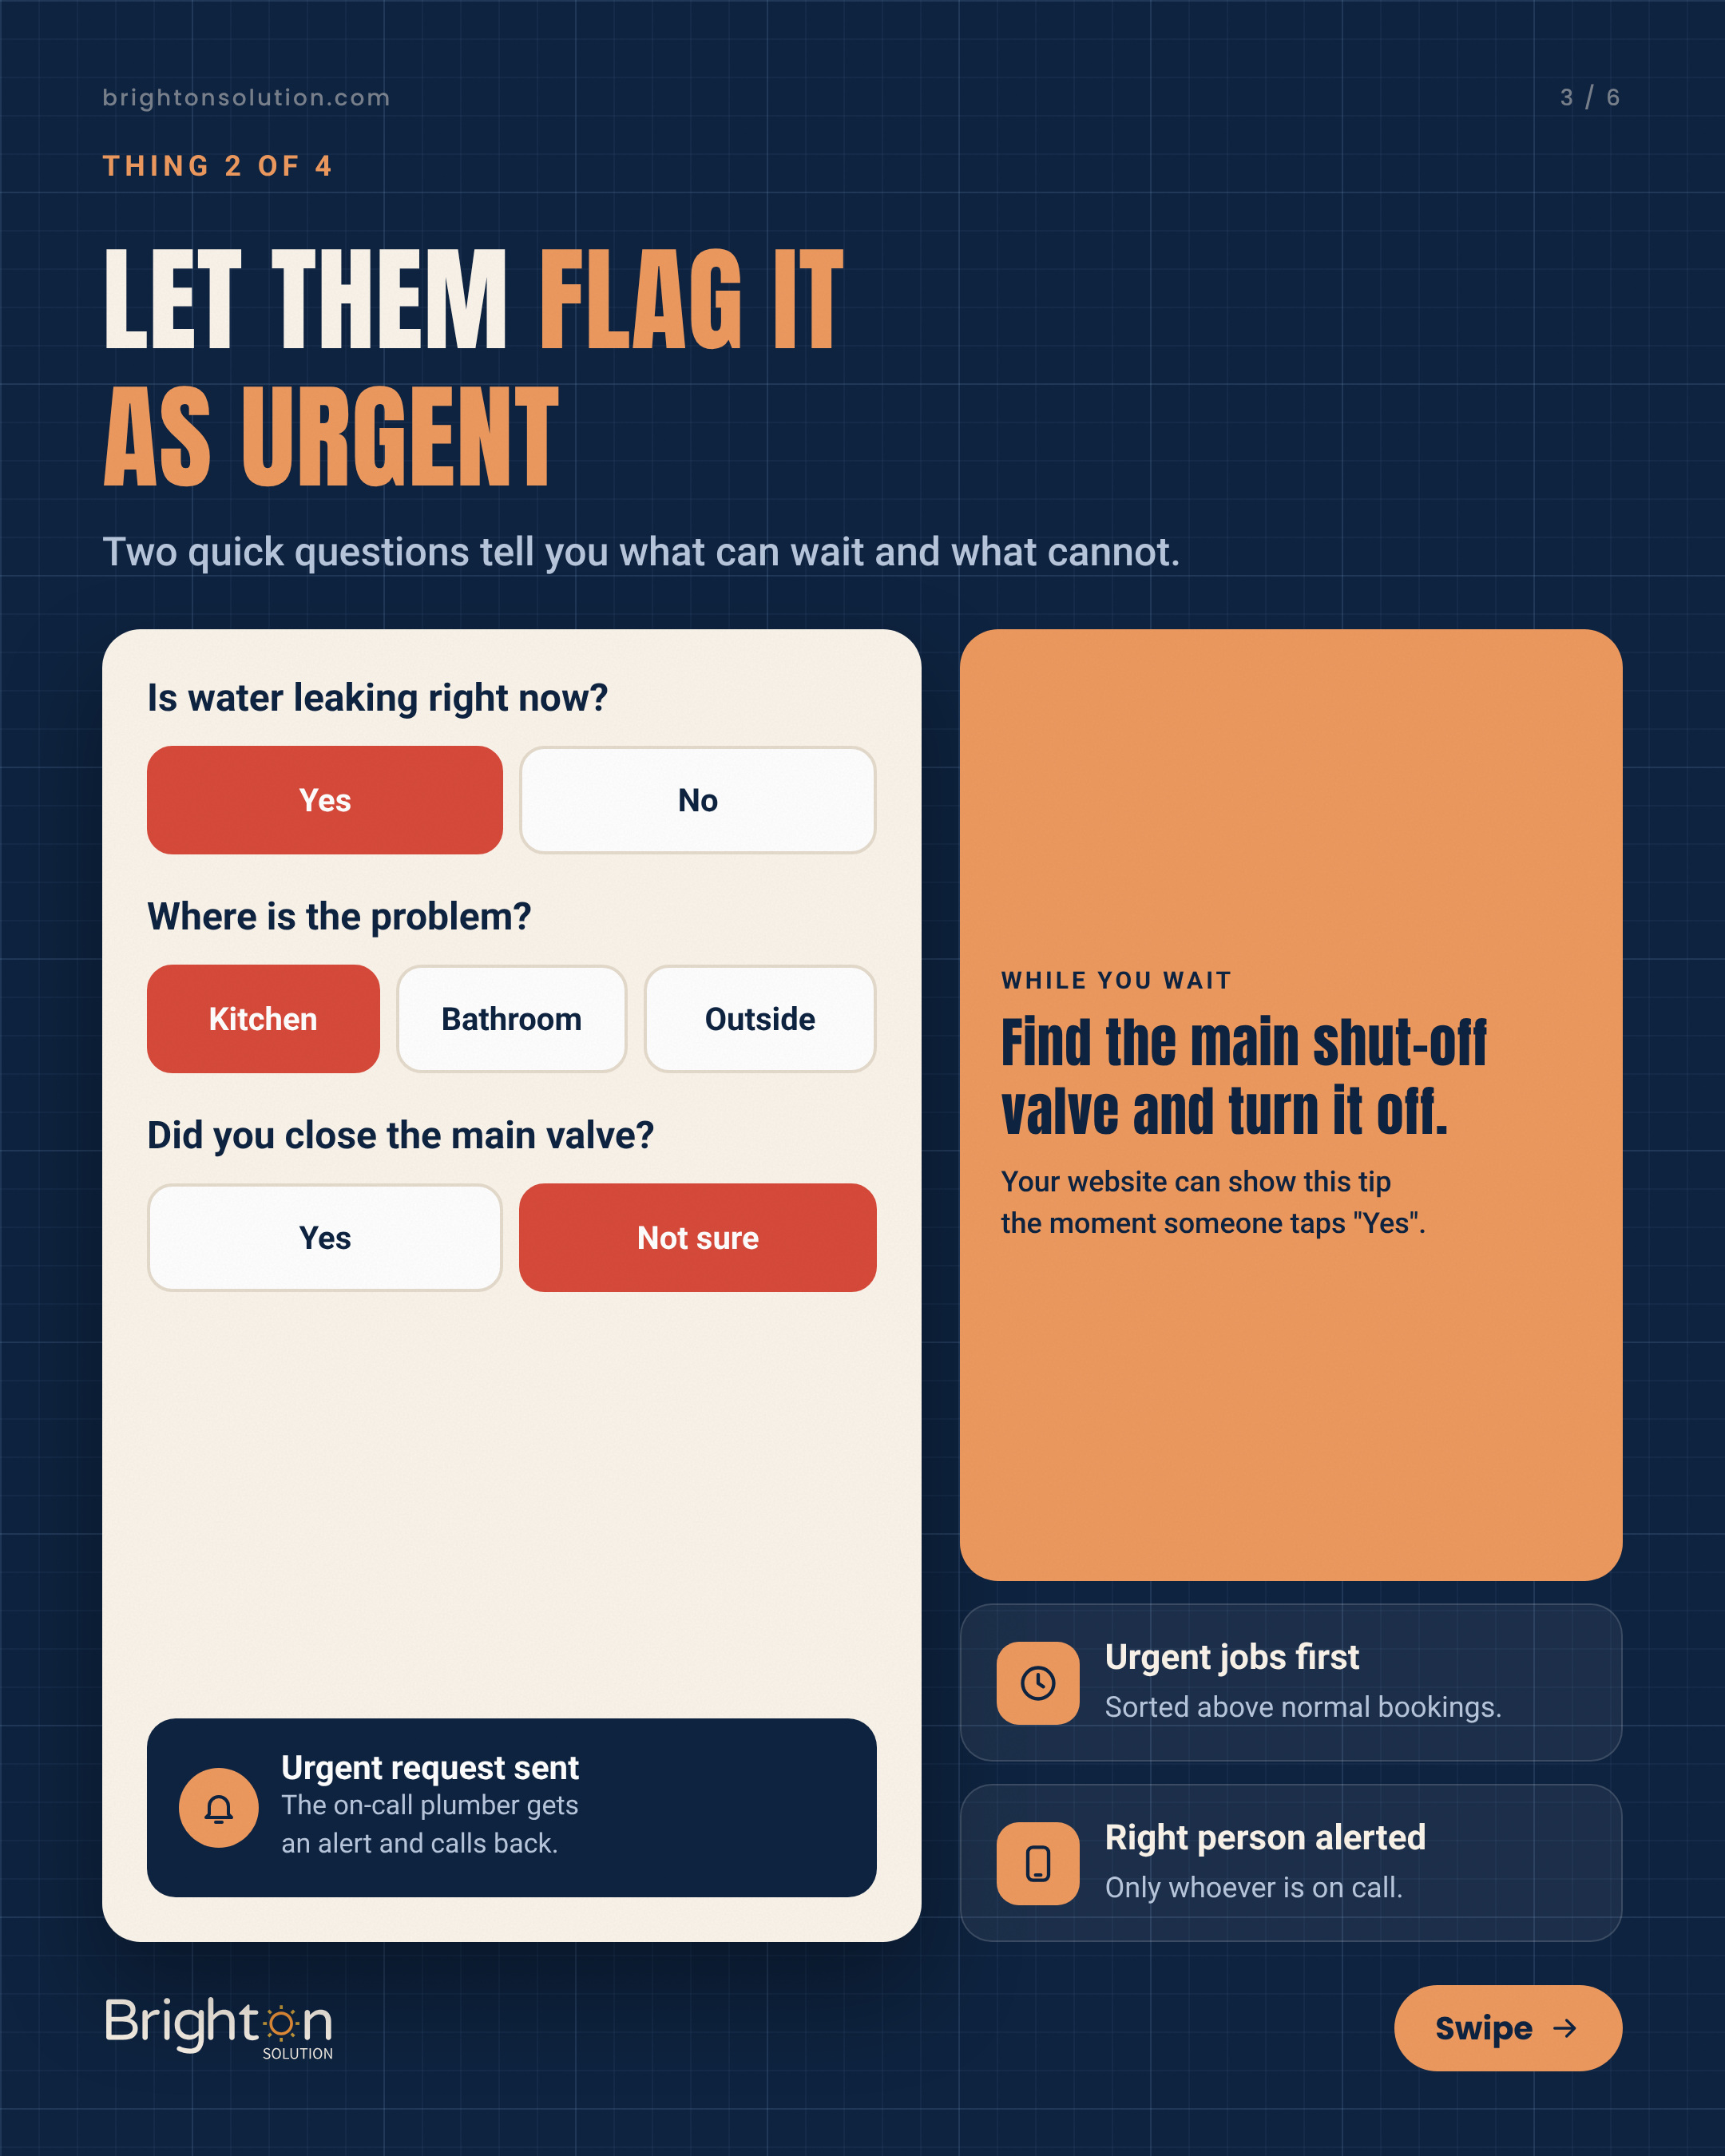 brightonsolution.com
3 / 6
THING 2 OF 4
LET THEM FLAG IT
AS URGENT
Two quick questions tell you what can wait and what cannot.
Is water leaking right now?
Yes
No
Where is the problem?
Kitchen
Bathroom
Outside
Did you close the main valve?
Yes
Not sure
Urgent request sent
The on-call plumber gets
an alert and calls back.
WHILE YOU WAIT
Find the main shut-off
valve and turn it off.
Your website can show this tip
the moment someone taps "Yes".
Urgent jobs first
Sorted above normal bookings.
Right person alerted
Only whoever is on call.
Brighton
SOLUTION
Swipe →